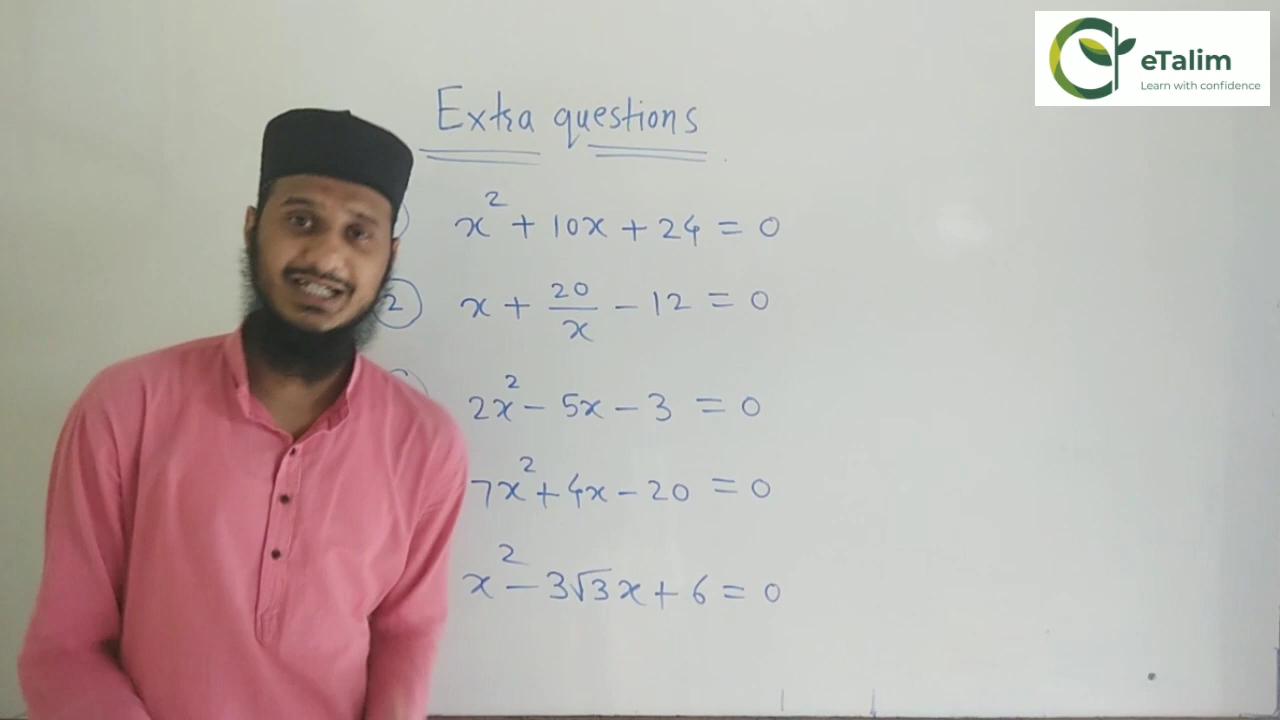 eTalim
Learn with confidence
Extra questions
x² + 10x + 24 = 0
2 x + 20/x - 12 = 0
2x² - 5x - 3 = 0
7x² + 4x - 20 = 0
x² - 3√3x + 6 = 0